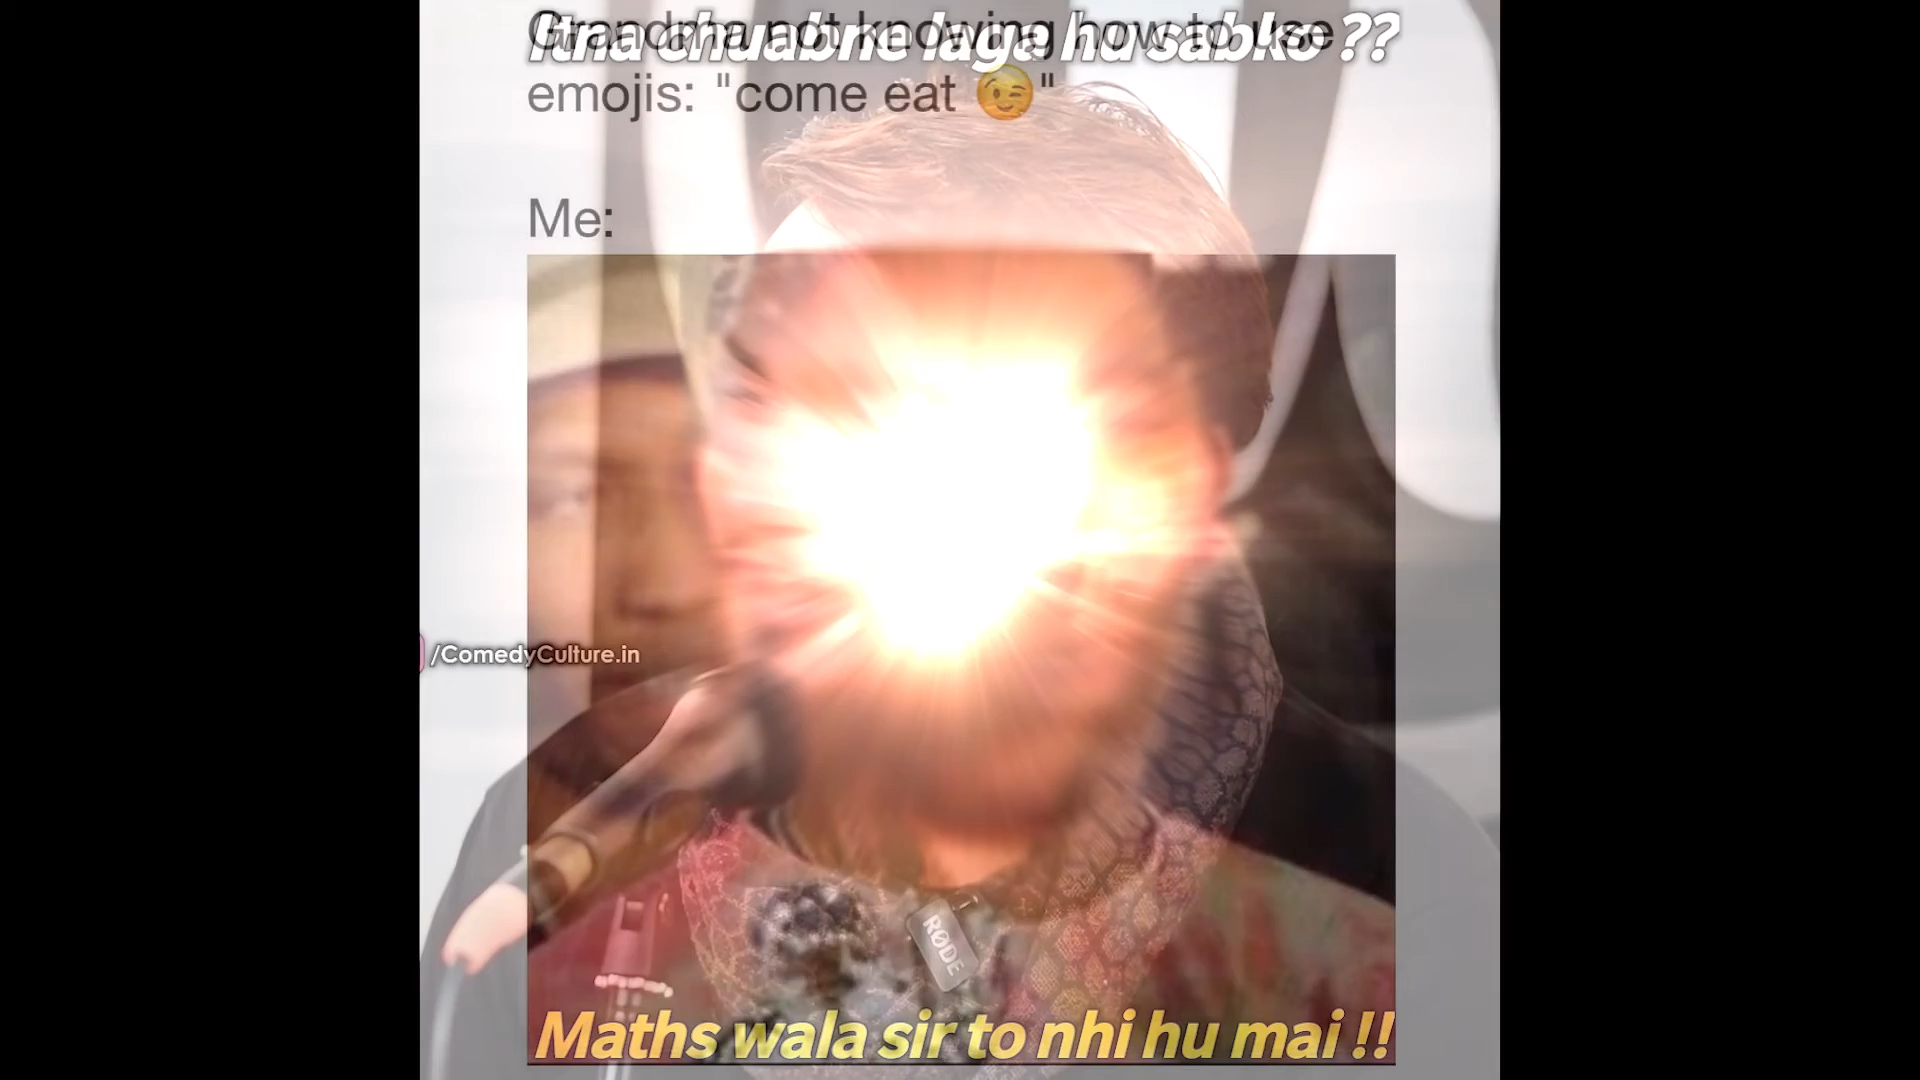 Grandma not knowing how to use
Itna chuabne laga hu sabko ??
emojis: "come eat 😉"
Me:
/ComedyCulture.in
RØDE
Maths wala sir to nhi hu mai !!